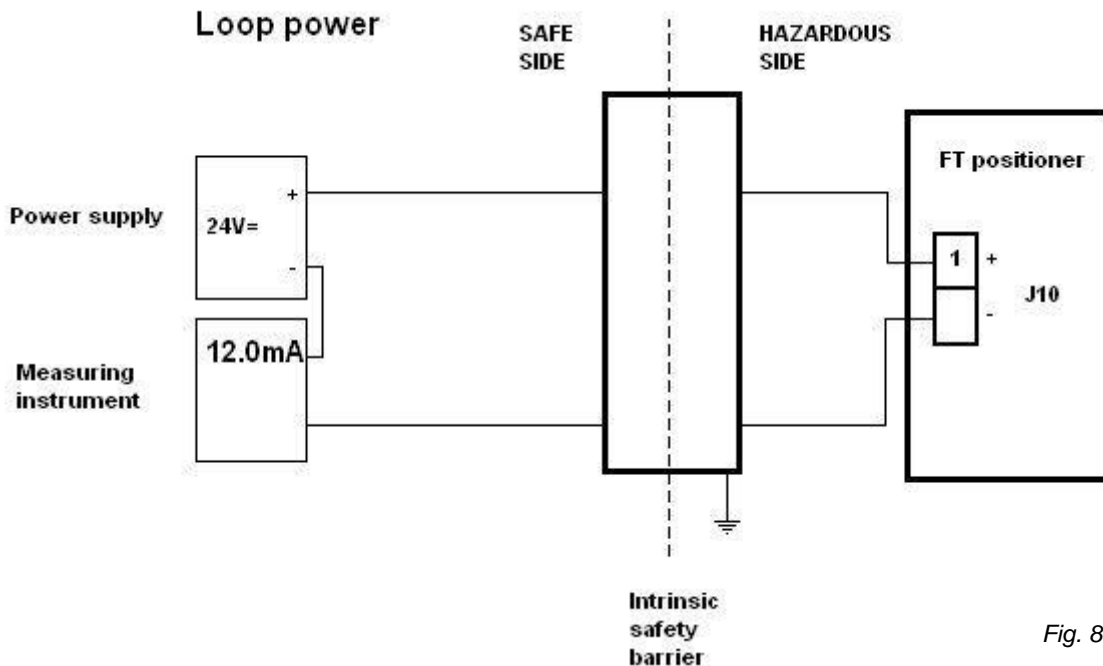 Loop power
SAFE
SIDE
HAZARDOUS
SIDE
FT positioner
Power supply
24V=
+
-
1
+
-
J10
12.0mA
Measuring
instrument
Intrinsic
safety
barrier
Fig. 8